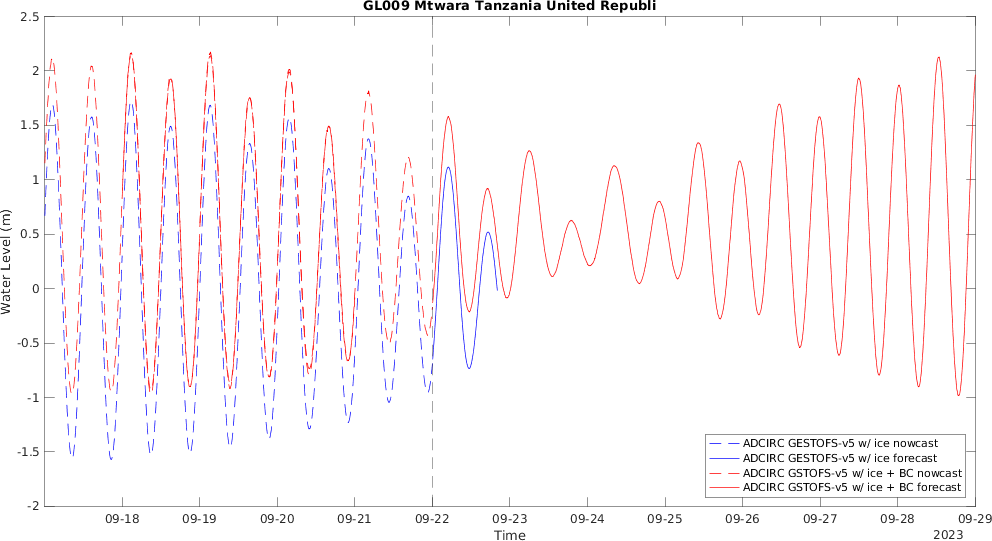 GL009 Mtwara Tanzania United Republi
2.5
2
1.5
1
0.5
0
-0.5
-1
-1.5
-2
Water Level (m)
09-18 09-19 09-20 09-21 09-22 09-23 09-24 09-25 09-26 09-27 09-28 09-29
Time
2023
ADCIRC GESTOFS-v5 w/ ice nowcast
ADCIRC GESTOFS-v5 w/ ice forecast
ADCIRC GSTOFS-v5 w/ ice + BC nowcast
ADCIRC GSTOFS-v5 w/ ice + BC forecast